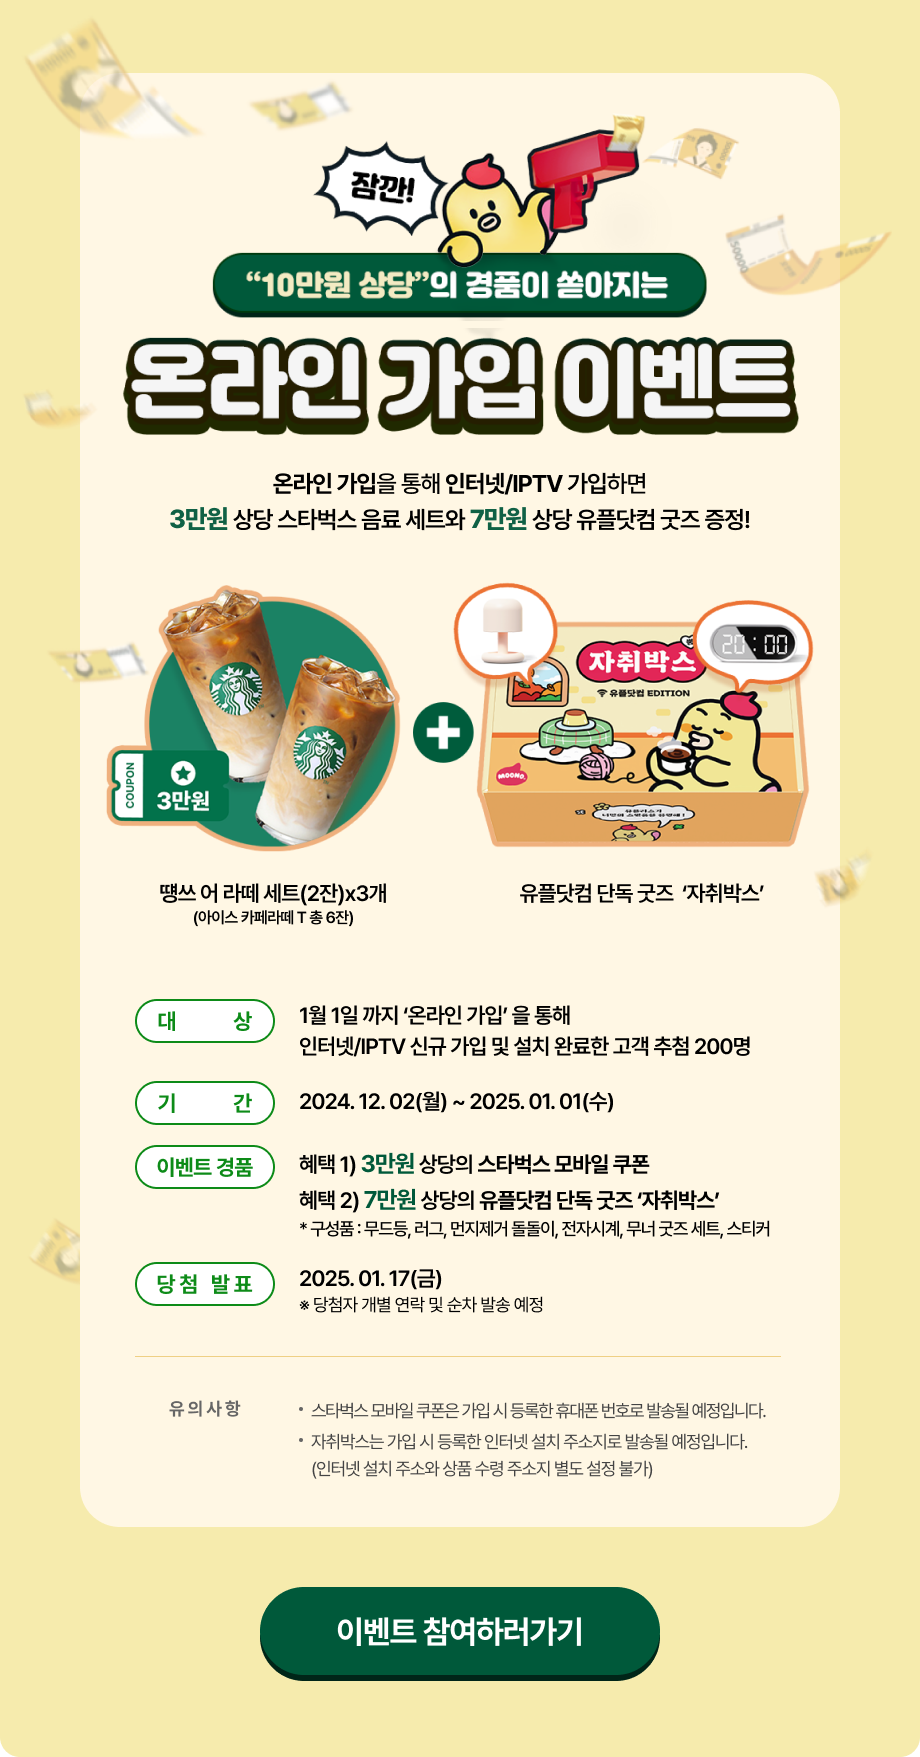 잠깐!
“10만원 상당”의 경품이 쏟아지는
온라인 가입 이벤트
온라인 가입을 통해 인터넷/IPTV 가입하면
3만원 상당 스타벅스 음료 세트와 7만원 상당 유플닷컴 굿즈 증정!
20:00
자취박스
유플닷컴 EDITION
MOONO.
COUPON
3만원
땡쓰 어 라떼 세트(2잔)x3개
(아이스 카페라떼 T 총 6잔)
유플닷컴 단독 굿즈 ‘자취박스’
대 상
1월 1일 까지 ‘온라인 가입’ 을 통해
인터넷/IPTV 신규 가입 및 설치 완료한 고객 추첨 200명
기 간
2024. 12. 02(월) ~ 2025. 01. 01(수)
이벤트 경품
혜택 1) 3만원 상당의 스타벅스 모바일 쿠폰
혜택 2) 7만원 상당의 유플닷컴 단독 굿즈 ‘자취박스’
* 구성품 : 무드등, 러그, 먼지제거 돌돌이, 전자시계, 무너 굿즈 세트, 스티커
당첨 발표
2025. 01. 17(금)
※ 당첨자 개별 연락 및 순차 발송 예정
유의사항
• 스타벅스 모바일 쿠폰은 가입 시 등록한 휴대폰 번호로 발송될 예정입니다.
• 자취박스는 가입 시 등록한 인터넷 설치 주소지로 발송될 예정입니다.
(인터넷 설치 주소와 상품 수령 주소지 별도 설정 불가)
이벤트 참여하러가기